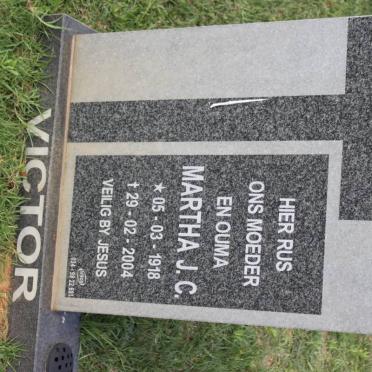 HIER RUS
ONS MOEDER
EN OUMA
MARTHA J. C.
★ 05 - 03 - 1918
✝ 29 - 02 - 2004
VEILIG BY JESUS
VICTOR